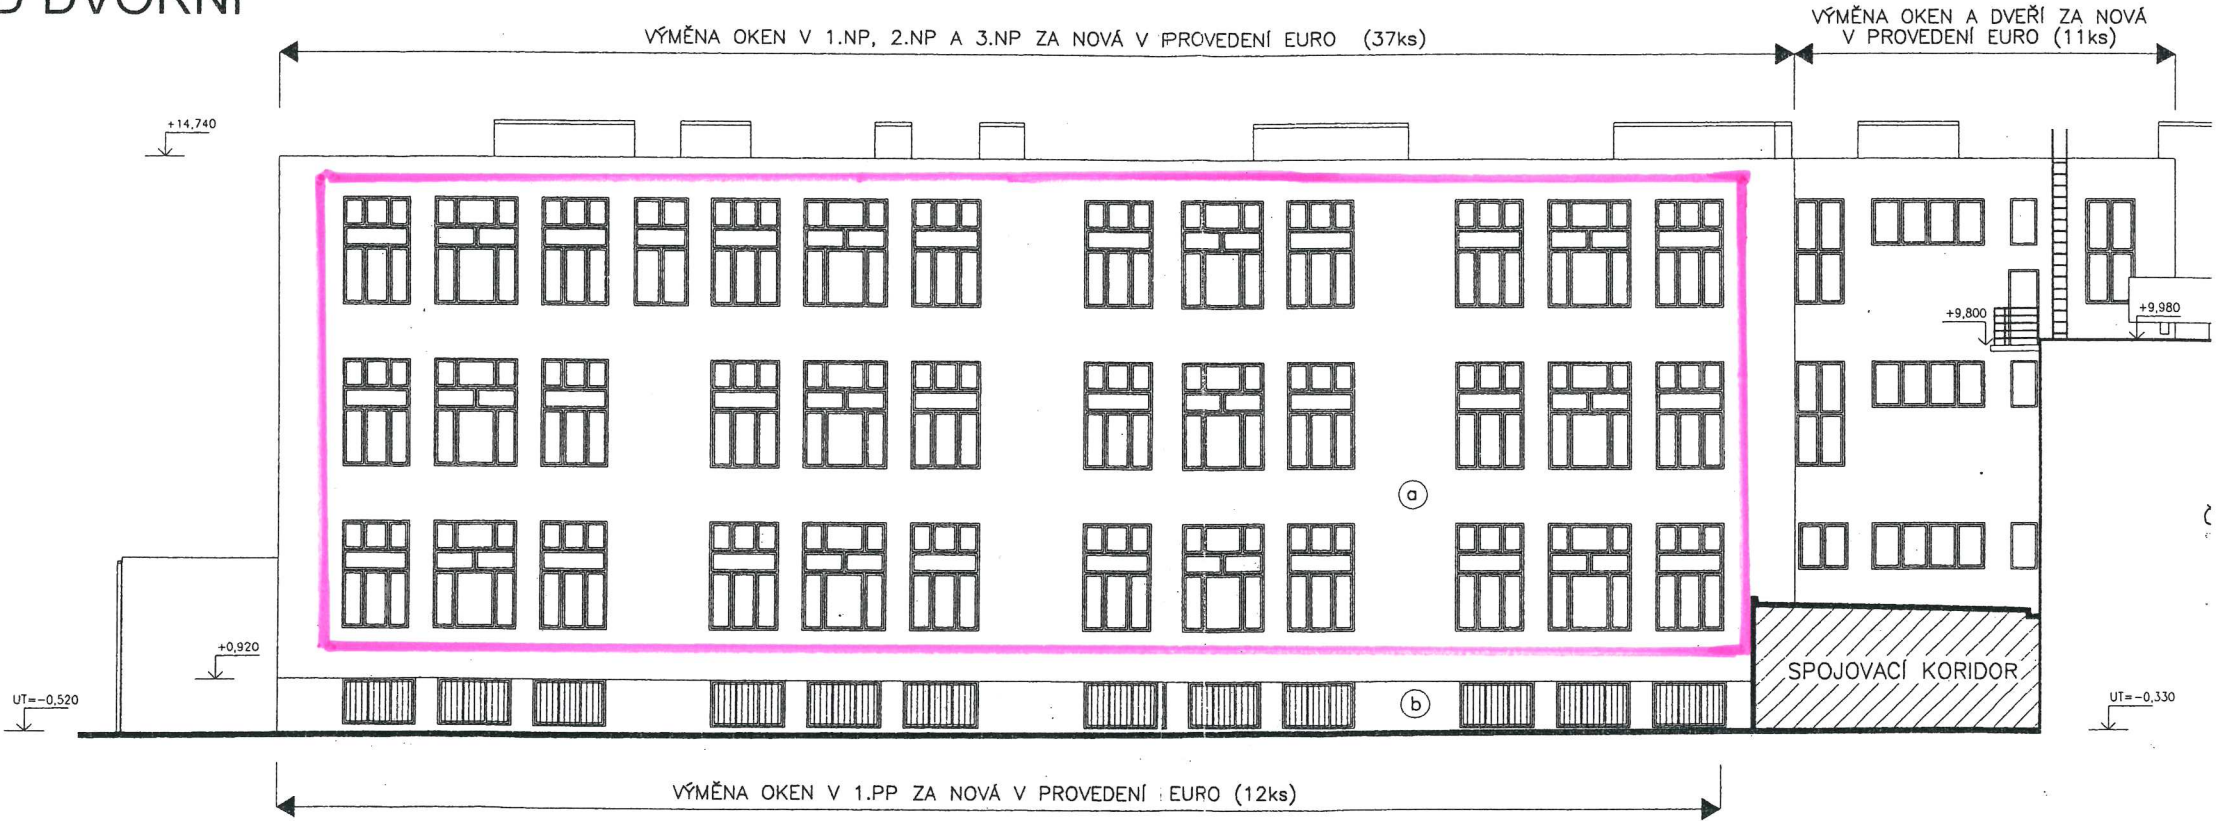 DVORNÍ
VÝMĚNA OKEN V 1.NP, 2.NP A 3.NP ZA NOVÁ V PROVEDENÍ EURO (37ks)
VÝMĚNA OKEN A DVEŘÍ ZA NOVÁ
V PROVEDENÍ EURO (11ks)
+14,740
+9,800
+9,980
a
+0,920
SPOJOVACÍ KORIDOR
UT=-0,520
b
UT=-0,330
VÝMĚNA OKEN V 1.PP ZA NOVÁ V PROVEDENÍ EURO (12ks)